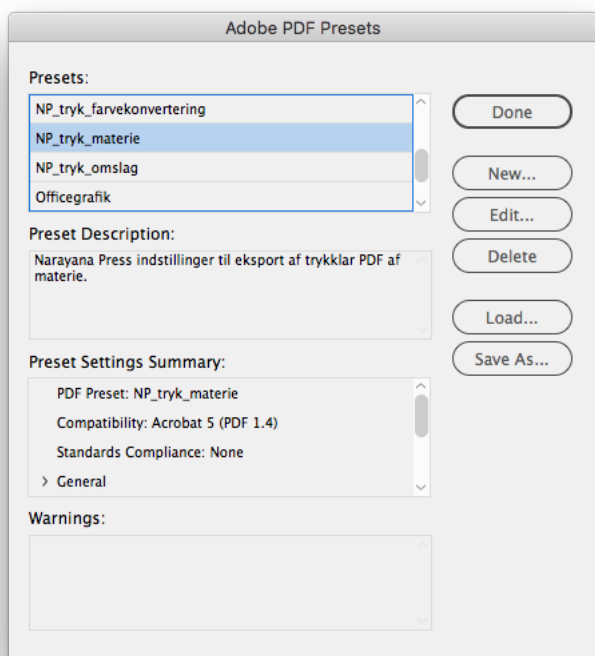 Adobe PDF Presets
Presets:
NP_tryk_farvekonvertering
NP_tryk_materie
NP_tryk_omslag
Officegrafik
Done
New...
Edit...
Delete
Load...
Save As...
Preset Description:
Narayana Press indstillinger til eksport af trykklar PDF af
materie.
Preset Settings Summary:
PDF Preset: NP_tryk_materie
Compatibility: Acrobat 5 (PDF 1.4)
Standards Compliance: None
General
Warnings: